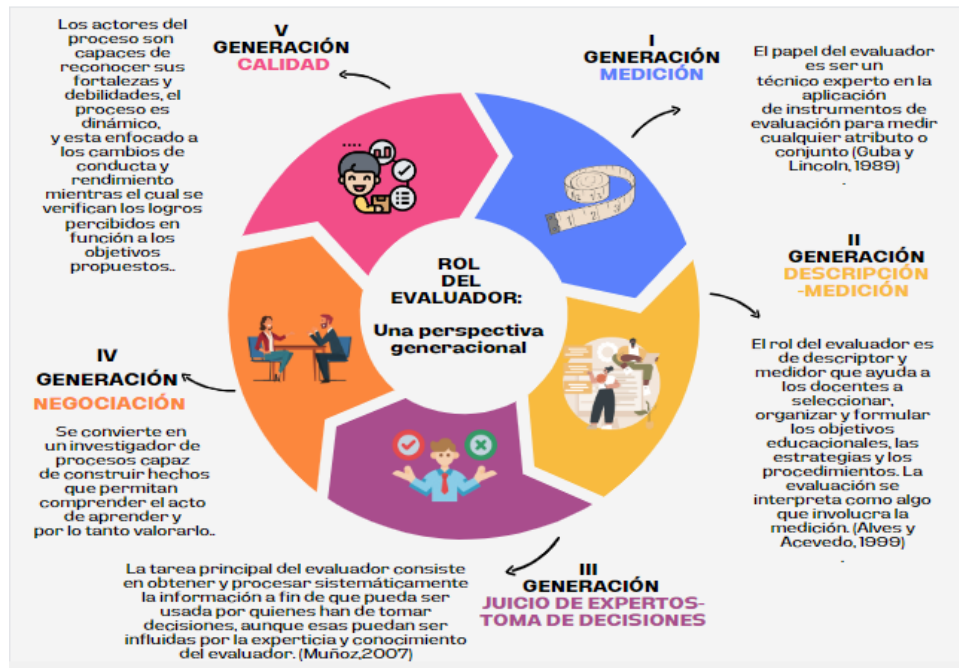 ROL
DEL
EVALUADOR:
Una perspectiva
generacional
I
GENERACIÓN
MEDICIÓN
El papel del evaluador
es ser un
técnico experto en la
aplicación
de instrumentos de
evaluación para medir
cualquier atributo o
conjunto (Guba y
Lincoln, 1989)
.
II
GENERACIÓN
DESCRIPCIÓN
-MEDICIÓN
El rol del evaluador es
de descriptor y
medidor que ayuda a
los docentes a
seleccionar,
organizar y formular
los objetivos
educacionales, las
estrategias y los
procedimientos. La
evaluación se
interpreta como algo
que involucra la
medición. (Alves y
Acevedo, 1999)
.
III
GENERACIÓN
JUICIO DE EXPERTOS-
TOMA DE DECISIONES
La tarea principal del evaluador consiste
en obtener y procesar sistemáticamente
la información a fin de que pueda ser
usada por quienes han de tomar
decisiones, aunque esas puedan ser
influidas por la experticia y conocimiento
del evaluador. (Muñoz,2007)
IV
GENERACIÓN
NEGOCIACIÓN
Se convierte en
un investigador de
procesos capaz
de construir hechos
que permitan
comprender el acto
de aprender y
por lo tanto valorarlo..
V
GENERACIÓN
CALIDAD
Los actores del
proceso son
capaces de
reconocer sus
fortalezas y
debilidades, el
proceso es
dinámico,
y esta enfocado a
los cambios de
conducta y
rendimiento
mientras el cual se
verifican los logros
percibidos en
función a los
objetivos
propuestos..